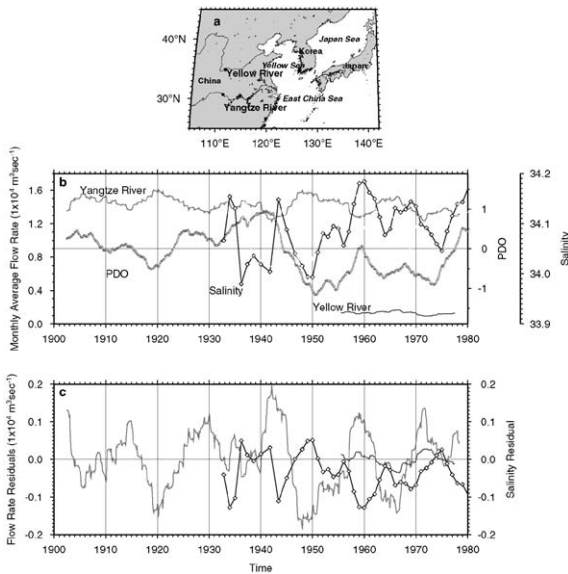 a
40°N
30°N
Japan Sea
Korea
Yellow Sea
Yellow River
Japan
China
East China Sea
Yangtze River
110°E 120°E 130°E 140°E
b
Yangtze River
PDO
Salinity
Yellow River
Monthly Average Flow Rate (1x10⁴ m³sec⁻¹)
1.6
1.2
0.8
0.4
0.0
1
0
-1
PDO
34.2
34.1
34.0
33.9
Salinity
1900 1910 1920 1930 1940 1950 1960 1970 1980
c
Flow Rate Residuals (1x10⁴ m³sec⁻¹)
0.2
0.1
0.0
-0.1
-0.2
0.2
0.1
0.0
-0.1
-0.2
Salinity Residual
1900 1910 1920 1930 1940 1950 1960 1970 1980
Time